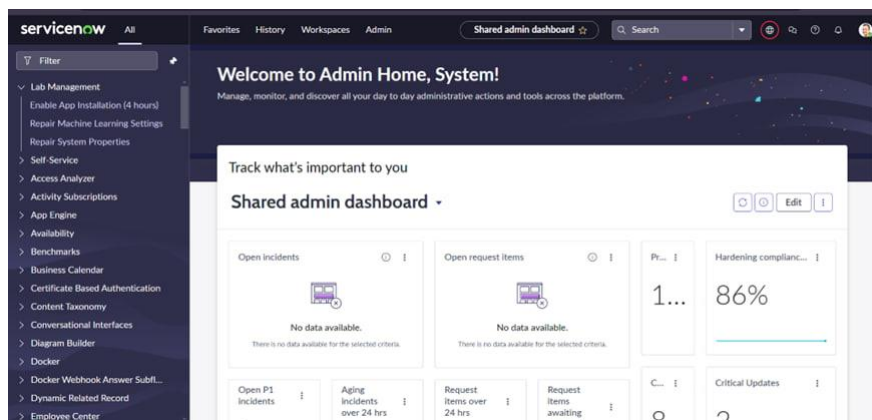 servicenow All Favorites History Workspaces Admin Shared admin dashboard Search
Filter
Lab Management
Enable App Installation (4 hours)
Repair Machine Learning Settings
Repair System Properties
Self-Service
Access Analyzer
Activity Subscriptions
App Engine
Availability
Benchmarks
Business Calendar
Certificate Based Authentication
Content Taxonomy
Conversational Interfaces
Diagram Builder
Docker
Docker Webhook Answer Subfl...
Dynamic Related Record
Employee Center
Welcome to Admin Home, System!
Manage, monitor, and discover all your day to day administrative actions and tools across the platform.
Track what's important to you
Shared admin dashboard
Edit
Open incidents
No data available.
There is no data available for the selected criteria.
Open request items
No data available.
There is no data available for the selected criteria.
Pr...
1...
Hardening complianc...
86%
Open P1
incidents
Aging
incidents
over 24 hrs
Request
items over
24 hrs
Request
items
awaiting
C...
Critical Updates